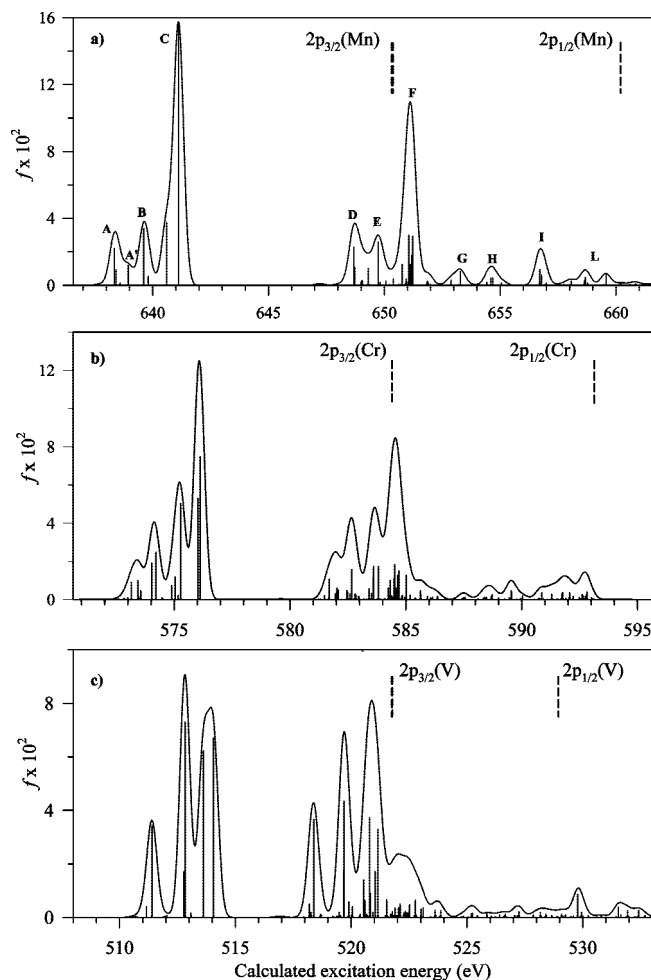 16
a)
C
2p3/2(Mn)
2p1/2(Mn)
12
F
f x 10²
8
4
A
A'
B
D
E
G
H
I
L
0
640
645
650
655
660
b)
2p3/2(Cr)
2p1/2(Cr)
12
f x 10²
8
4
0
575
580
585
590
595
c)
2p3/2(V)
2p1/2(V)
8
f x 10²
4
0
510
515
520
525
530
Calculated excitation energy (eV)